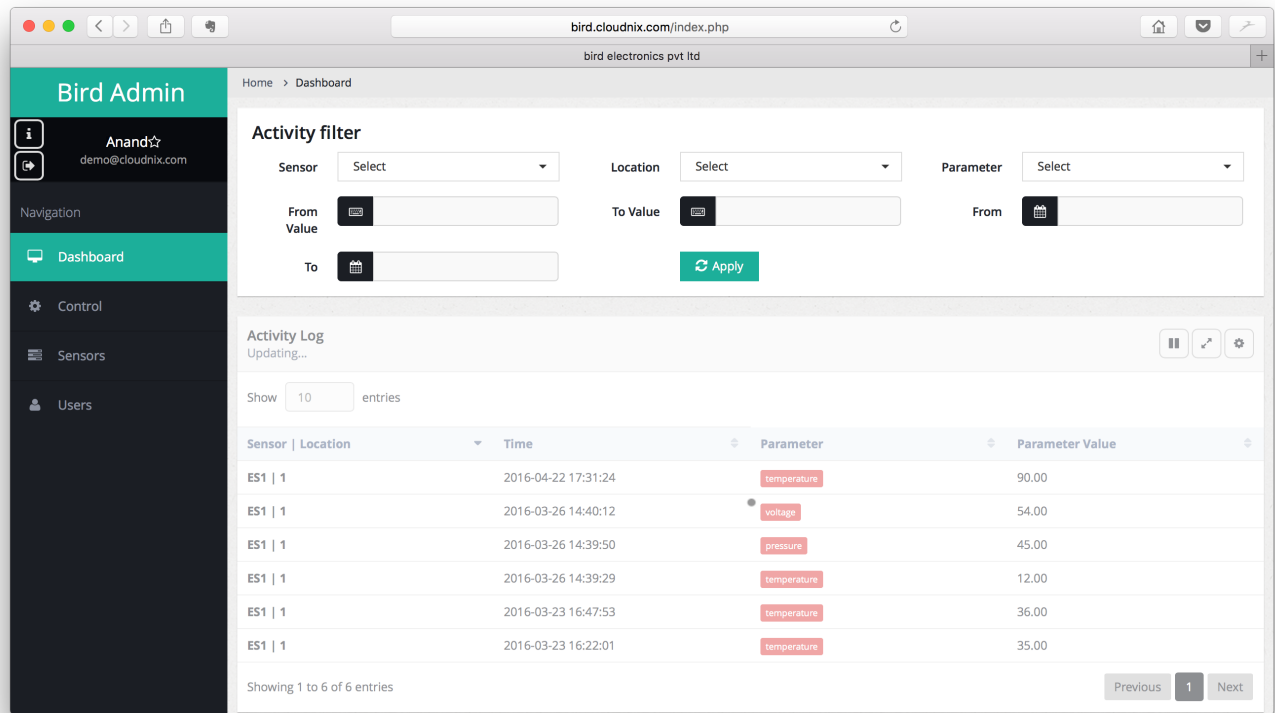 bird.cloudnix.com/index.php
bird electronics pvt ltd
Bird Admin
Home > Dashboard
Anand☆
demo@cloudnix.com
Navigation
Dashboard
Control
Sensors
Users
Activity filter
Sensor Select Location Select Parameter Select
From Value To Value From
To Apply
Activity Log
Updating...
Show 10 entries
Sensor | Location Time Parameter Parameter Value
ES1 | 1 2016-04-22 17:31:24 temperature 90.00
ES1 | 1 2016-03-26 14:40:12 voltage 54.00
ES1 | 1 2016-03-26 14:39:50 pressure 45.00
ES1 | 1 2016-03-26 14:39:29 temperature 12.00
ES1 | 1 2016-03-23 16:47:53 temperature 36.00
ES1 | 1 2016-03-23 16:22:01 temperature 35.00
Showing 1 to 6 of 6 entries
Previous 1 Next